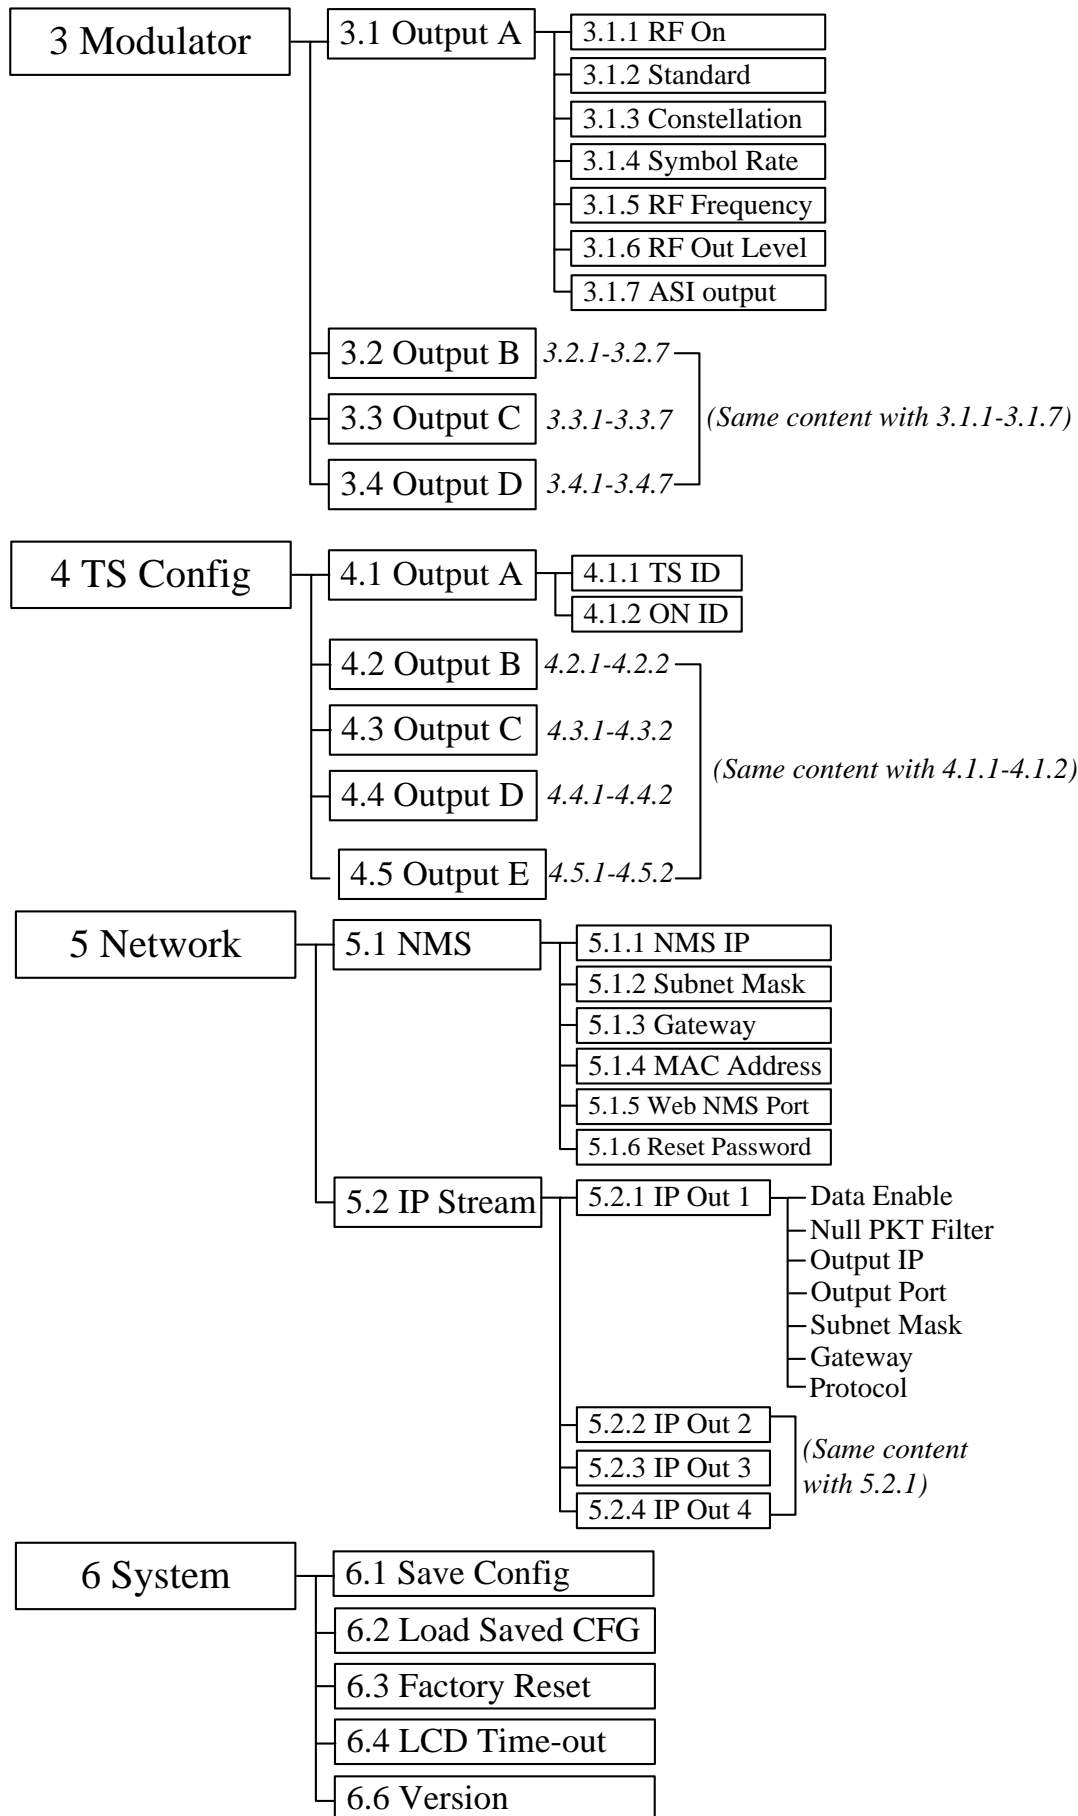 3 Modulator
3.1 Output A
3.1.1 RF On
3.1.2 Standard
3.1.3 Constellation
3.1.4 Symbol Rate
3.1.5 RF Frequency
3.1.6 RF Out Level
3.1.7 ASI output
3.2 Output B
3.2.1-3.2.7
3.3 Output C
3.3.1-3.3.7
(Same content with 3.1.1-3.1.7)
3.4 Output D
3.4.1-3.4.7
4 TS Config
4.1 Output A
4.1.1 TS ID
4.1.2 ON ID
4.2 Output B
4.2.1-4.2.2
4.3 Output C
4.3.1-4.3.2
(Same content with 4.1.1-4.1.2)
4.4 Output D
4.4.1-4.4.2
4.5 Output E
4.5.1-4.5.2
5 Network
5.1 NMS
5.1.1 NMS IP
5.1.2 Subnet Mask
5.1.3 Gateway
5.1.4 MAC Address
5.1.5 Web NMS Port
5.1.6 Reset Password
5.2 IP Stream
5.2.1 IP Out 1
Data Enable
Null PKT Filter
Output IP
Output Port
Subnet Mask
Gateway
Protocol
5.2.2 IP Out 2
5.2.3 IP Out 3
5.2.4 IP Out 4
(Same content
with 5.2.1)
6 System
6.1 Save Config
6.2 Load Saved CFG
6.3 Factory Reset
6.4 LCD Time-out
6.6 Version